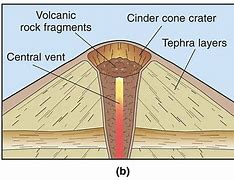 Volcanic
rock fragments
Cinder cone crater
Central vent
Tephra layers
(b)